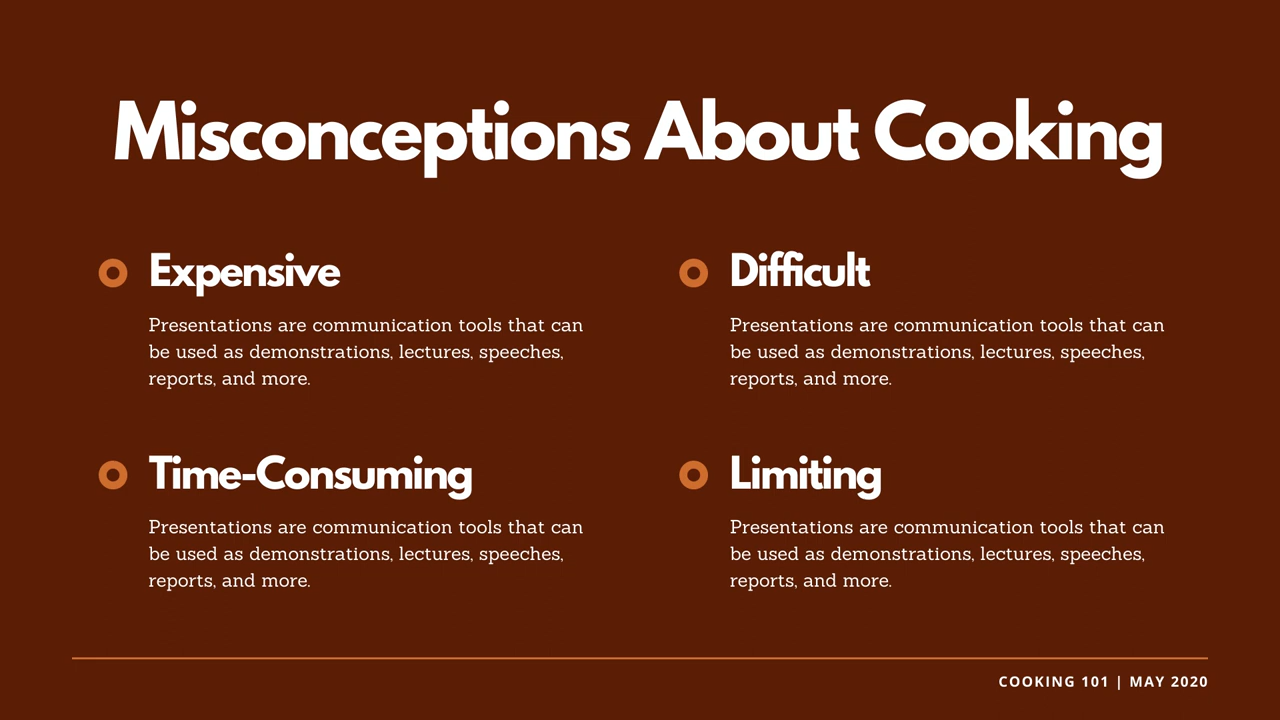 Misconceptions About Cooking
Expensive
Presentations are communication tools that can
be used as demonstrations, lectures, speeches,
reports, and more.
Difficult
Presentations are communication tools that can
be used as demonstrations, lectures, speeches,
reports, and more.
Time-Consuming
Presentations are communication tools that can
be used as demonstrations, lectures, speeches,
reports, and more.
Limiting
Presentations are communication tools that can
be used as demonstrations, lectures, speeches,
reports, and more.
COOKING 101 | MAY 2020